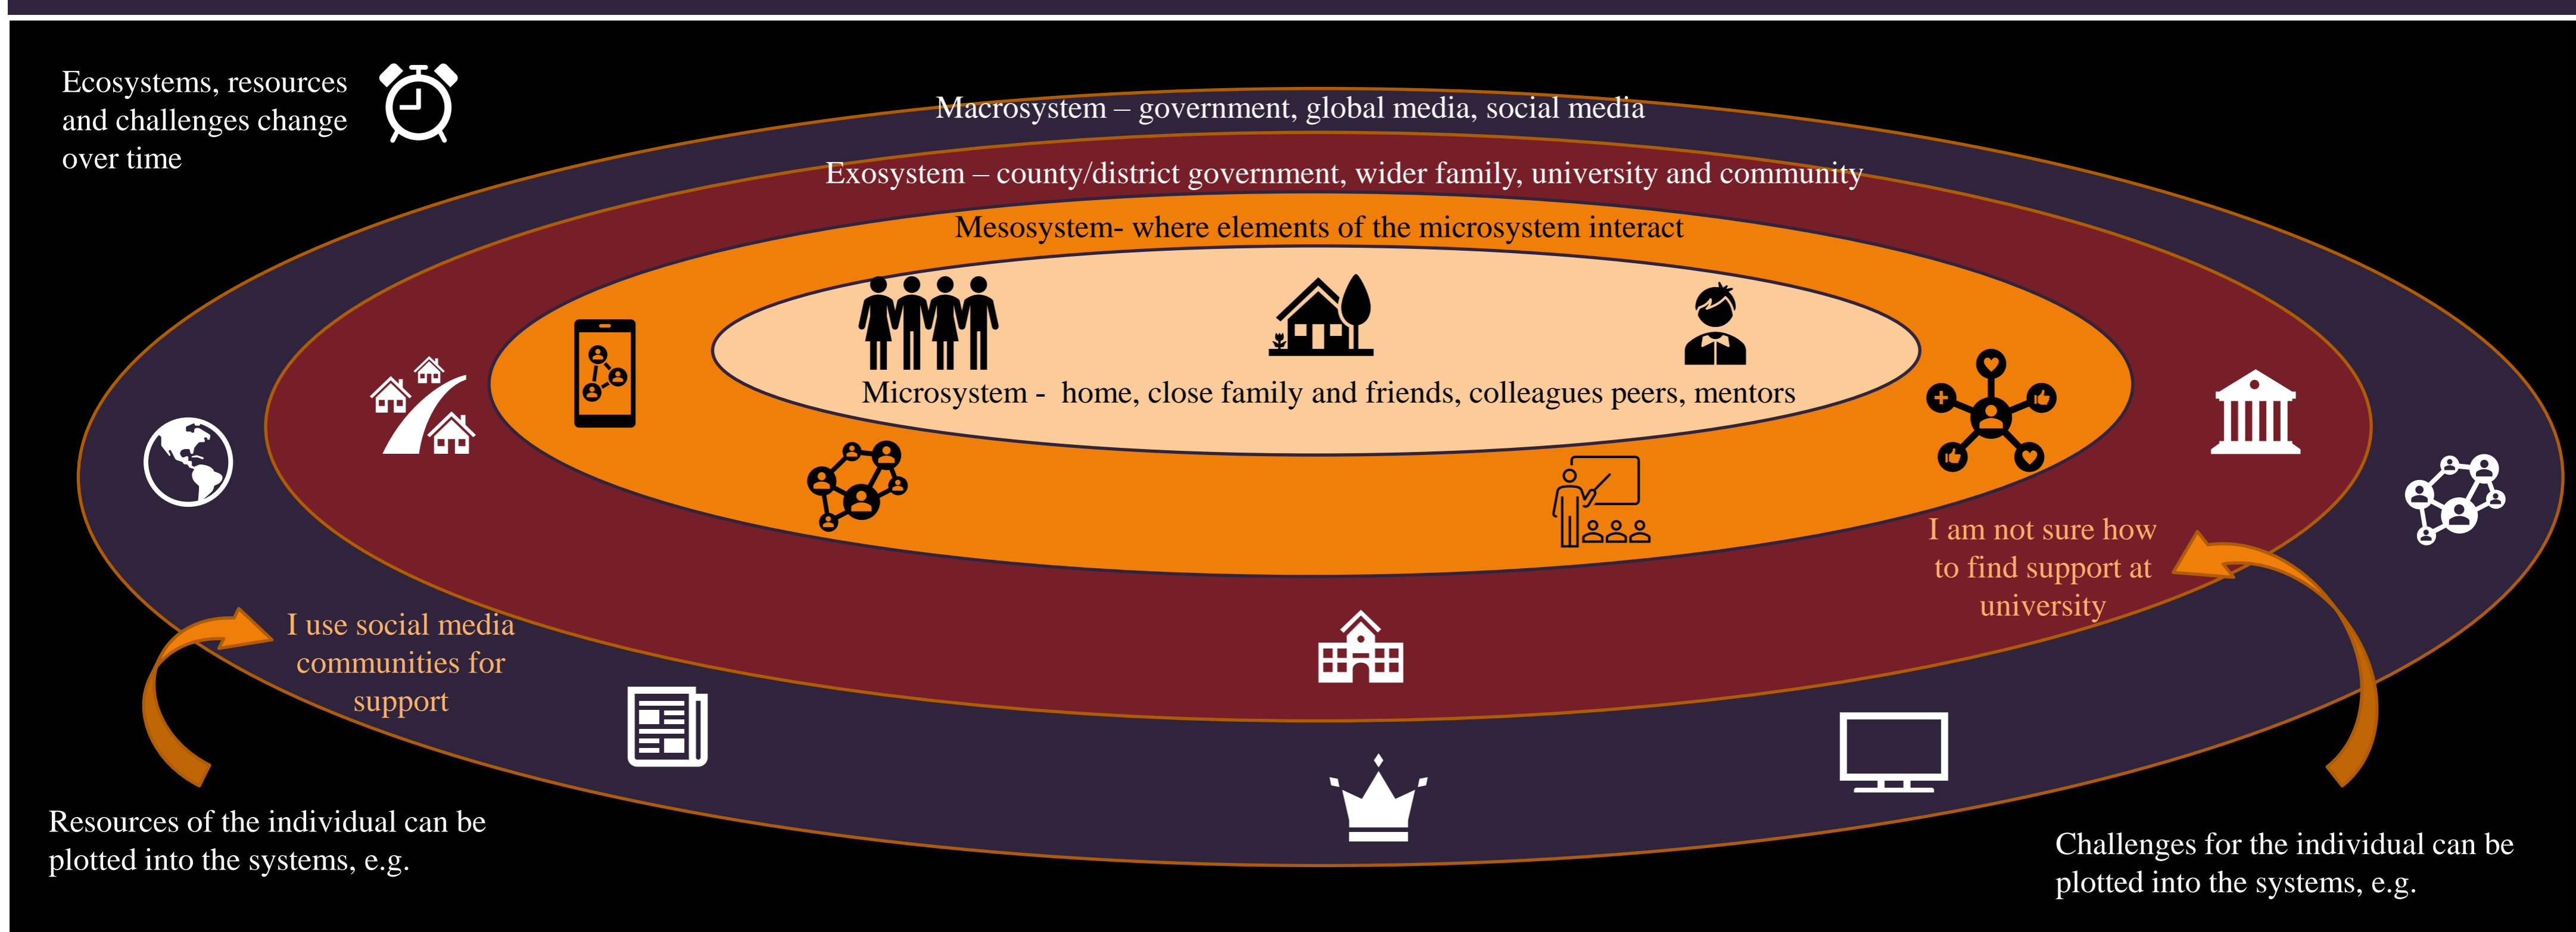 Ecosystems, resources
and challenges change
over time
Macrosystem – government, global media, social media
Exosystem – county/district government, wider family, university and community
Mesosystem- where elements of the microsystem interact
Microsystem -  home, close family and friends, colleagues peers, mentors
I am not sure how
to find support at
university
I use social media
communities for
support
Resources of the individual can be
plotted into the systems, e.g.
Challenges for the individual can be
plotted into the systems, e.g.